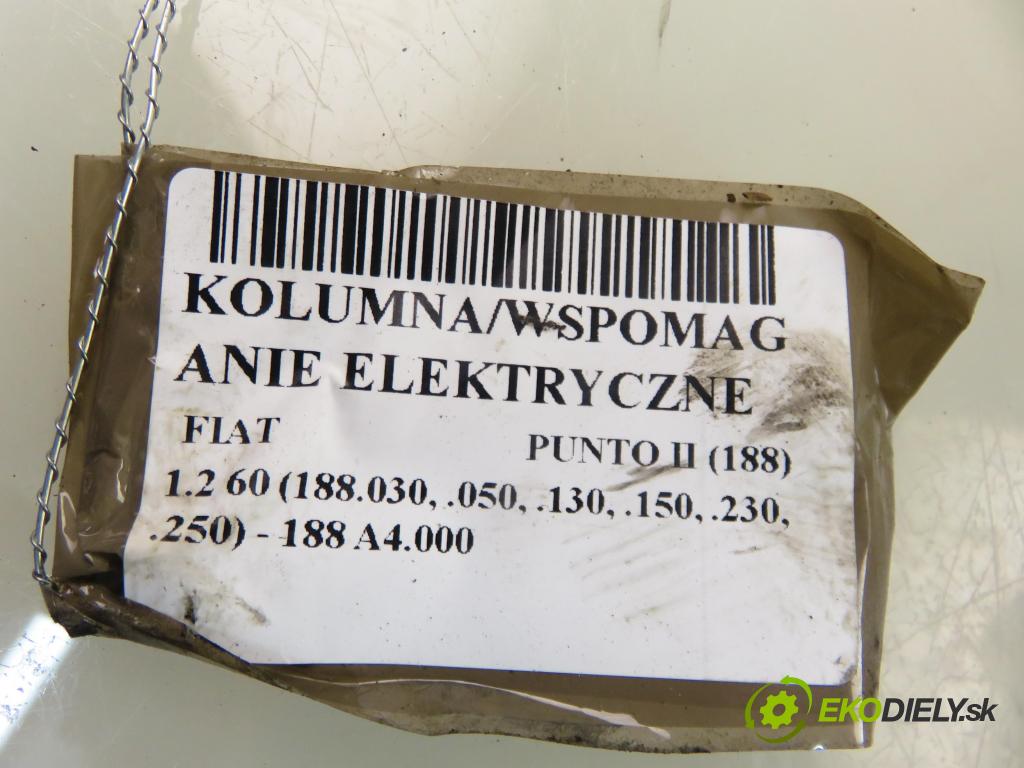 KOLUMNA/WSPOMAG
ANIE ELEKTRYCZNE
FIAT PUNTO II (188)
1.2 60 (188.030, .050, .130, .150, .230,
.250) - 188 A4.000
EKODIELY.sk